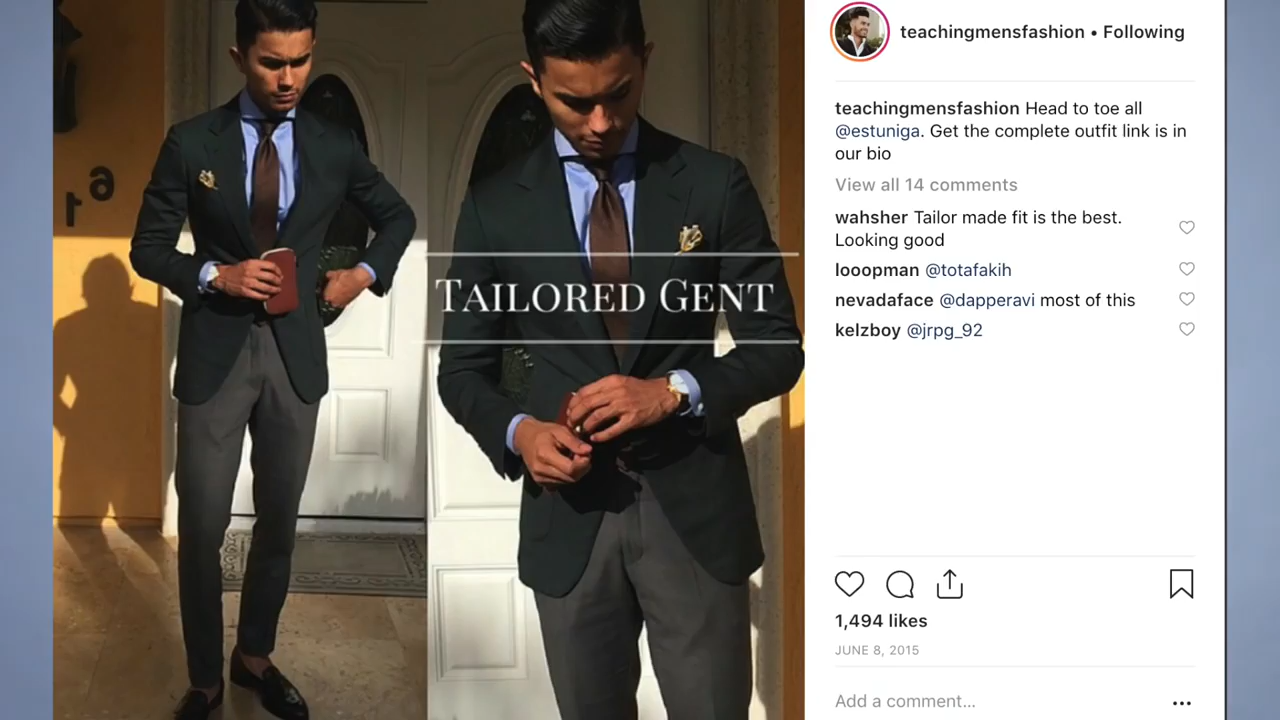 teachingmensfashion • Following
teachingmensfashion Head to toe all
@estuniga. Get the complete outfit link is in
our bio
View all 14 comments
wahsher Tailor made fit is the best.
Looking good
looopman @totafakih
nevadaface @dapperavi most of this
kelzboy @jrpg_92
TAILORED GENT
1,494 likes
JUNE 8, 2015
Add a comment...